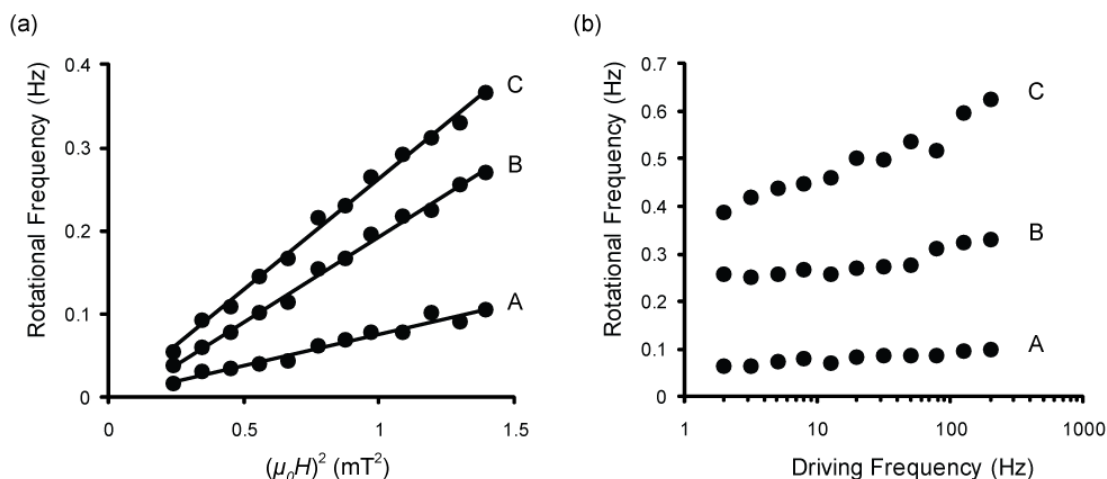 (a)
Rotational Frequency (Hz)
0.4
0.3
0.2
0.1
0
0
0.5
1
1.5
C
B
A
(μ₀H)² (mT²)
(b)
Rotational Frequency (Hz)
0.7
0.6
0.5
0.4
0.3
0.2
0.1
0
1
10
100
1000
C
B
A
Driving Frequency (Hz)